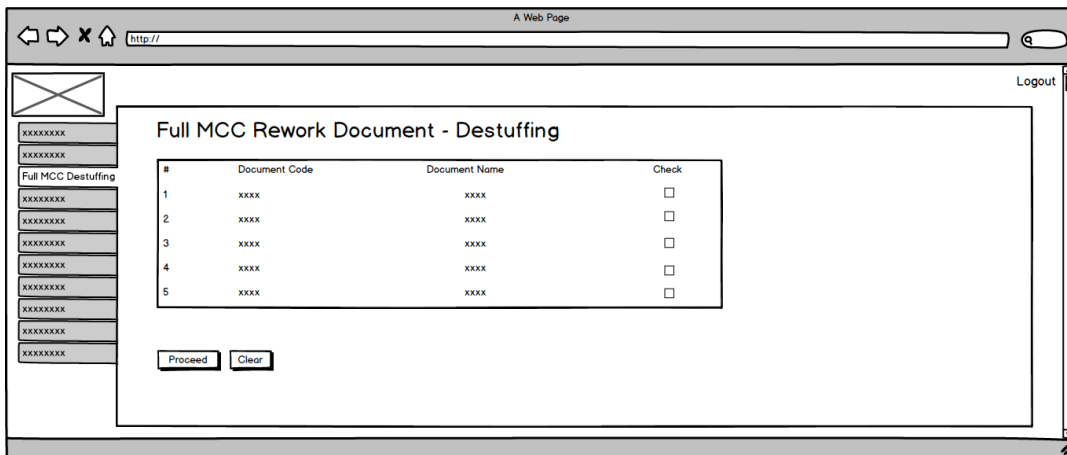 A Web Page
http://
Logout
xxxxxxxx
xxxxxxxx
Full MCC Destuffing
xxxxxxxx
xxxxxxxx
xxxxxxxx
xxxxxxxx
xxxxxxxx
xxxxxxxx
xxxxxxxx
xxxxxxxx
Full MCC Rework Document - Destuffing
# Document Code Document Name Check
1 xxxx xxxx
2 xxxx xxxx
3 xxxx xxxx
4 xxxx xxxx
5 xxxx xxxx
Proceed Clear